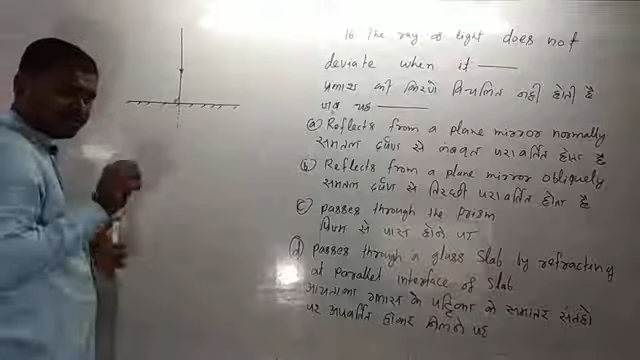 16 The ray of light does not
deviate when it ———
प्रकाश की किरणे विचलित नही होती है
जब यह ———
(a) Reflects from a plane mirror normally
समतल दर्पण से लंबवत परावर्तित होता है
(b) Reflects from a plane mirror obliquely
समतल दर्पण से तिरछी परावर्तित होता है
(c) passes through the Prism
प्रिज्म से पारित होने पर
(d) passes through a glass Slab by refracting
at parallel interface of Slab
के समांतर
पर अपवर्तित होकर पर